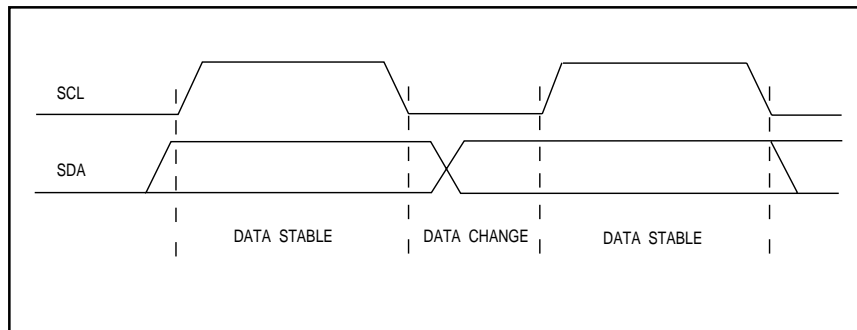 SCL
SDA
DATA STABLE
DATA CHANGE
DATA STABLE